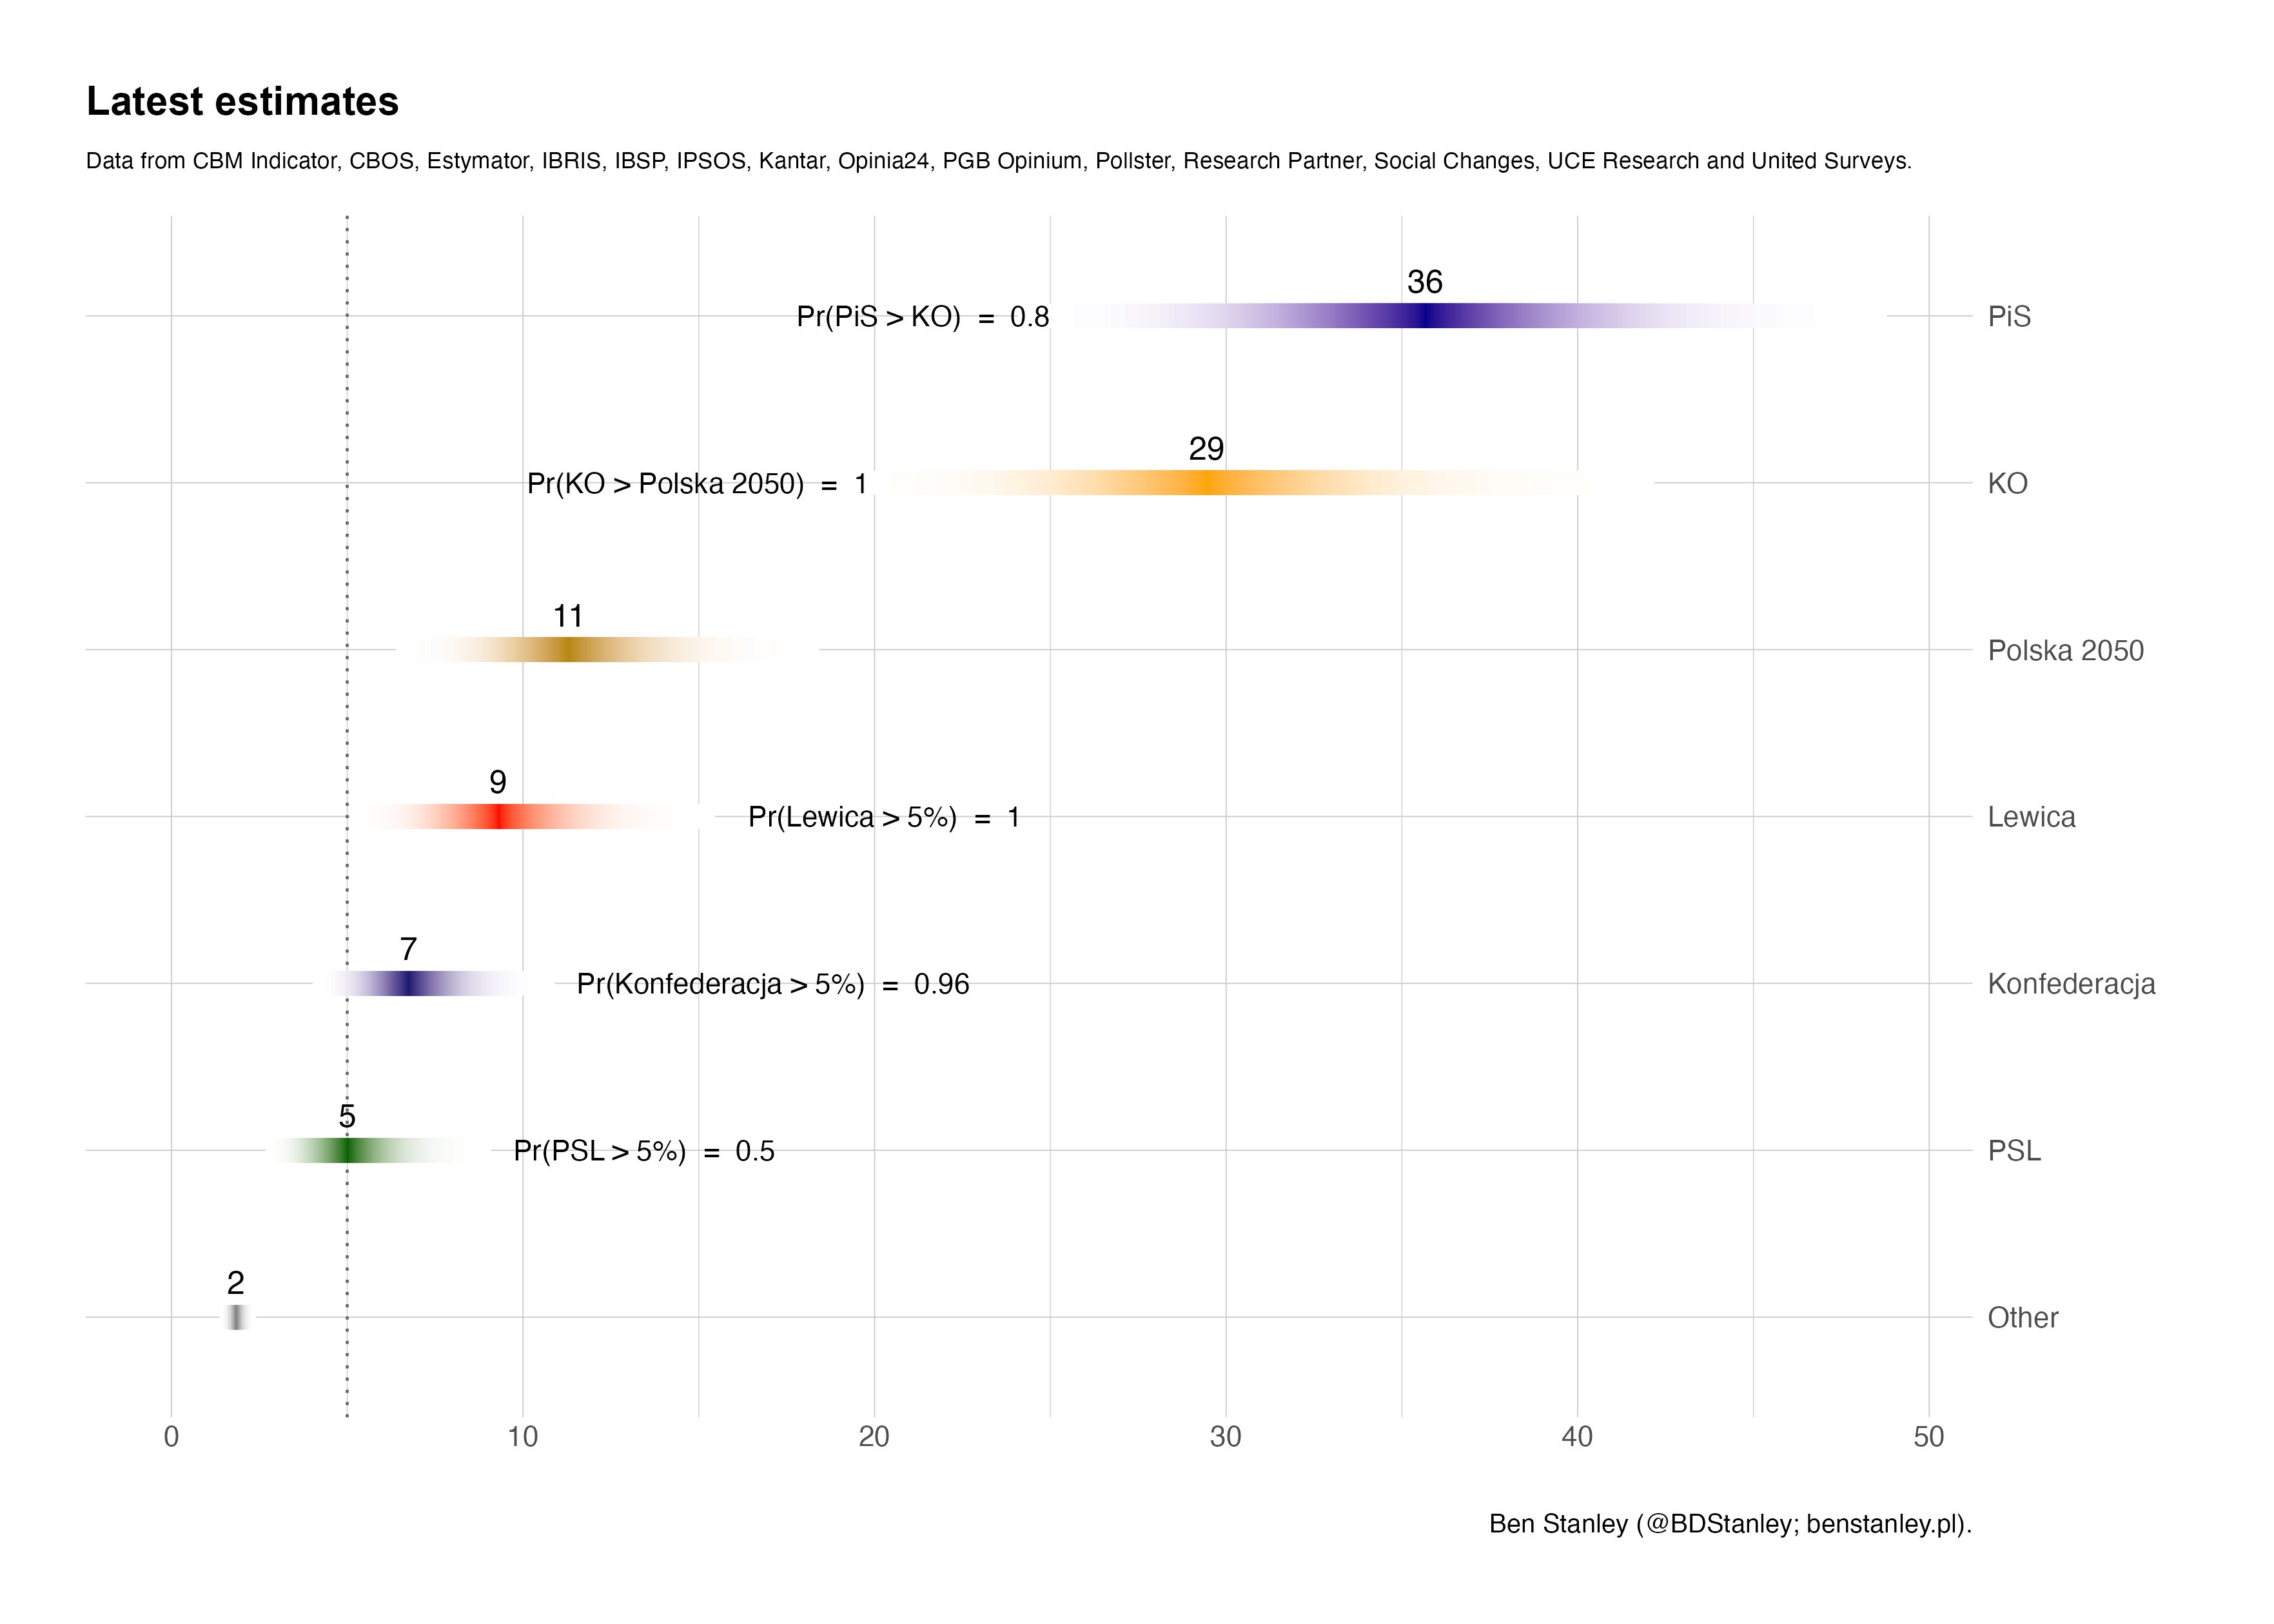 Latest estimates
Data from CBM Indicator, CBOS, Estymator, IBRIS, IBSP, IPSOS, Kantar, Opinia24, PGB Opinium, Pollster, Research Partner, Social Changes, UCE Research and United Surveys.
36
Pr(PiS > KO) = 0.8 PiS
29
Pr(KO > Polska 2050) = 1 KO
11
Polska 2050
9
Pr(Lewica > 5%) = 1 Lewica
7
Pr(Konfederacja > 5%) = 0.96 Konfederacja
5
Pr(PSL > 5%) = 0.5 PSL
2
Other
0 10 20 30 40 50
Ben Stanley (@BDStanley; benstanley.pl).